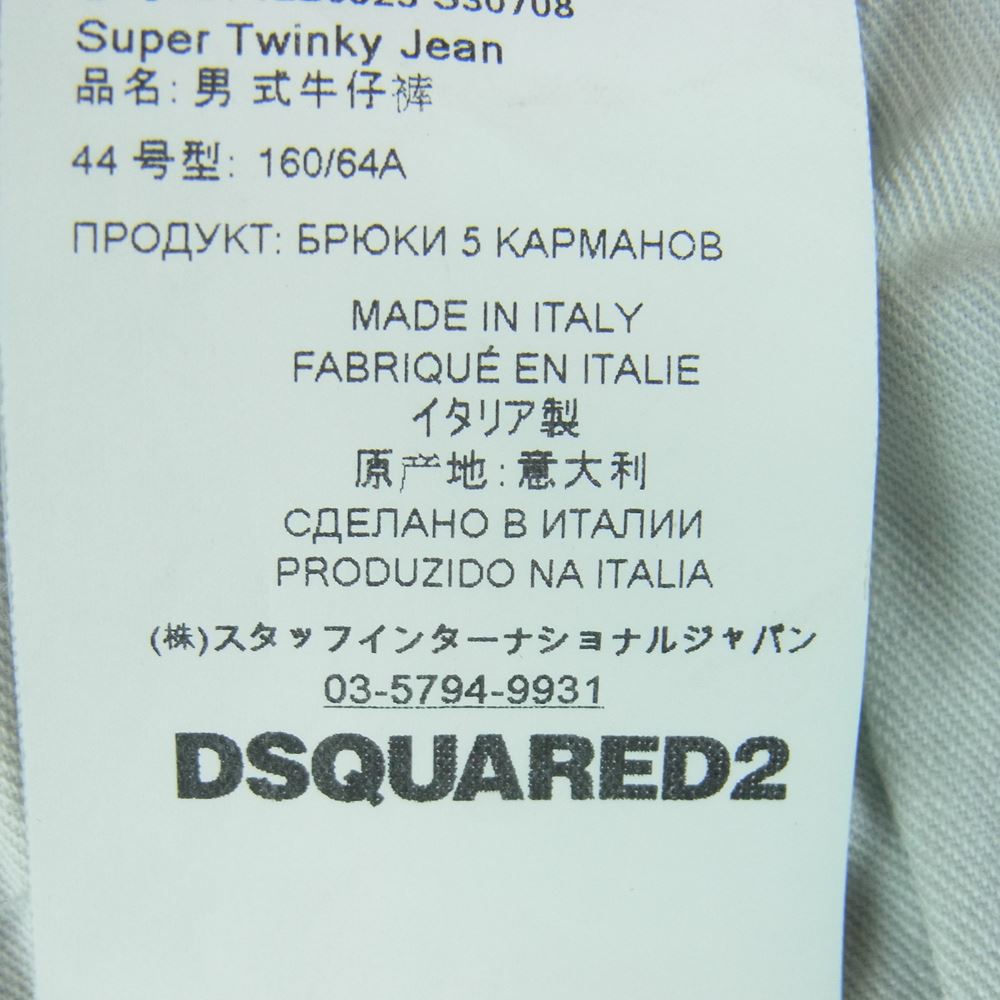 S30708
Super Twinky Jean
品名: 男 式牛仔裤
44 号型: 160/64A
ПРОДУКТ: БРЮКИ 5 КАРМАНОВ
MADE IN ITALY
FABRIQUÉ EN ITALIE
イタリア製
原产地: 意大利
СДЕЛАНО В ИТАЛИИ
PRODUZIDO NA ITALIA
(株)スタッフインターナショナルジャパン
03-5794-9931
DSQUARED2